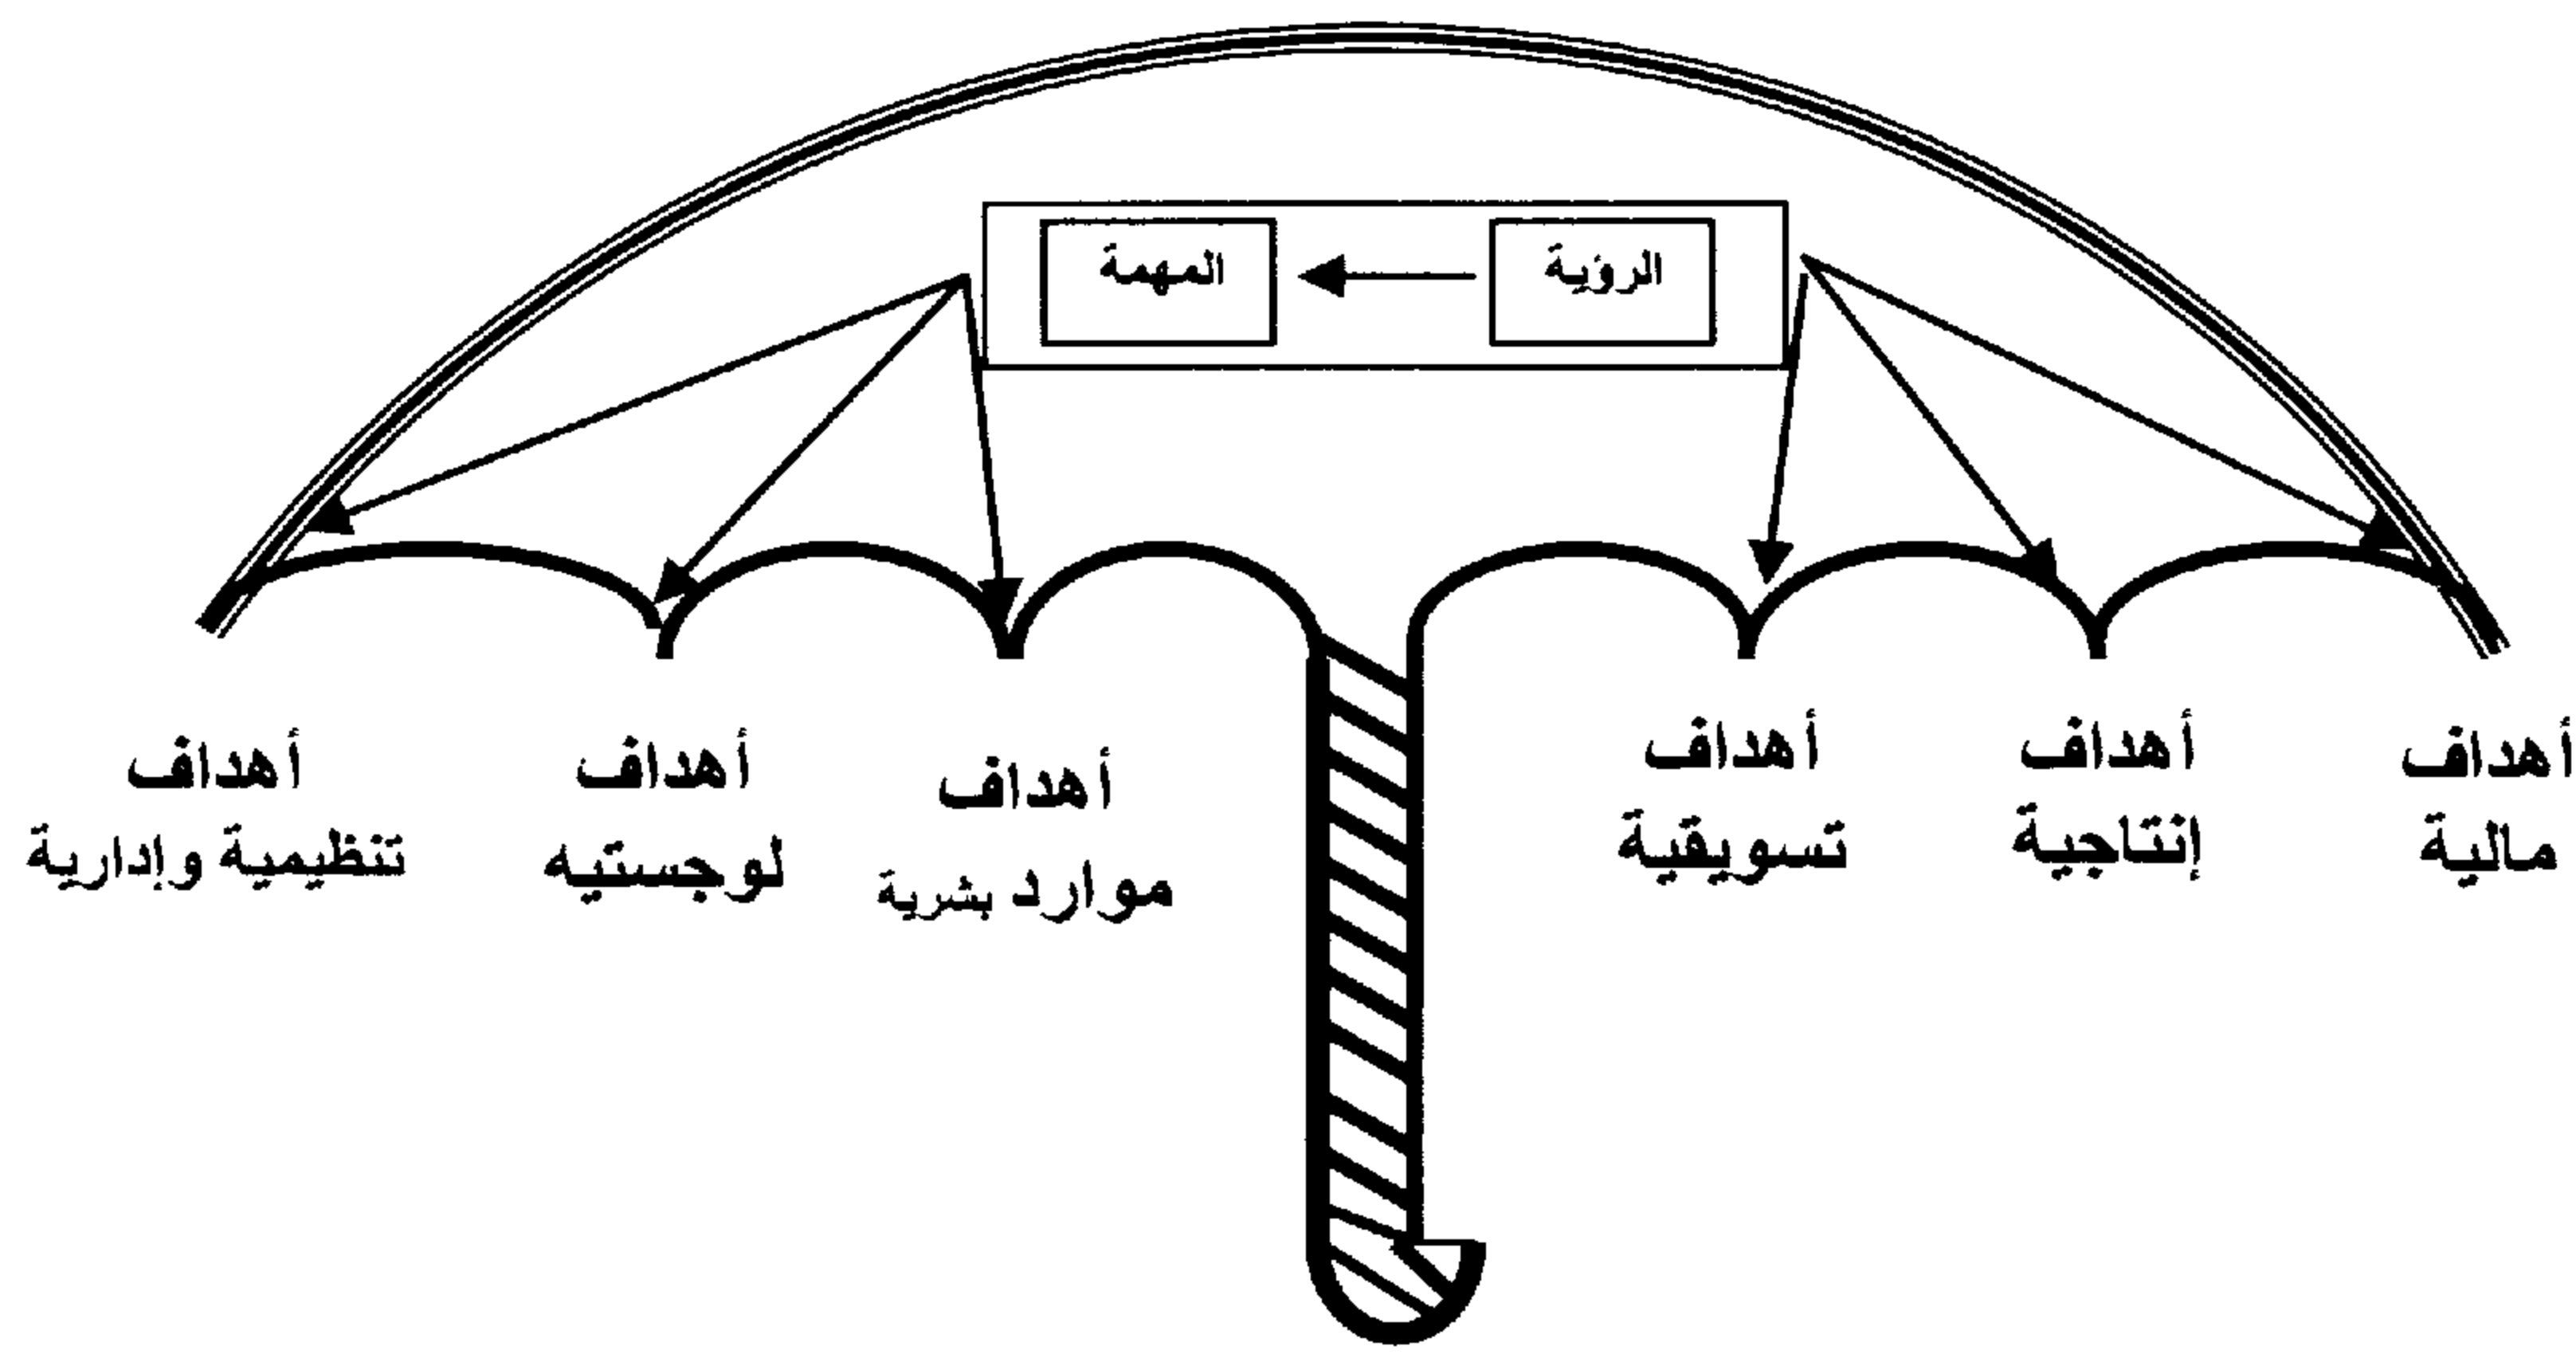 الرؤية
المهمة
أهداف
مالية
أهداف
إنتاجية
أهداف
تسويقية
أهداف
موارد بشرية
أهداف
لوجستيه
أهداف
تنظيمية وإدارية